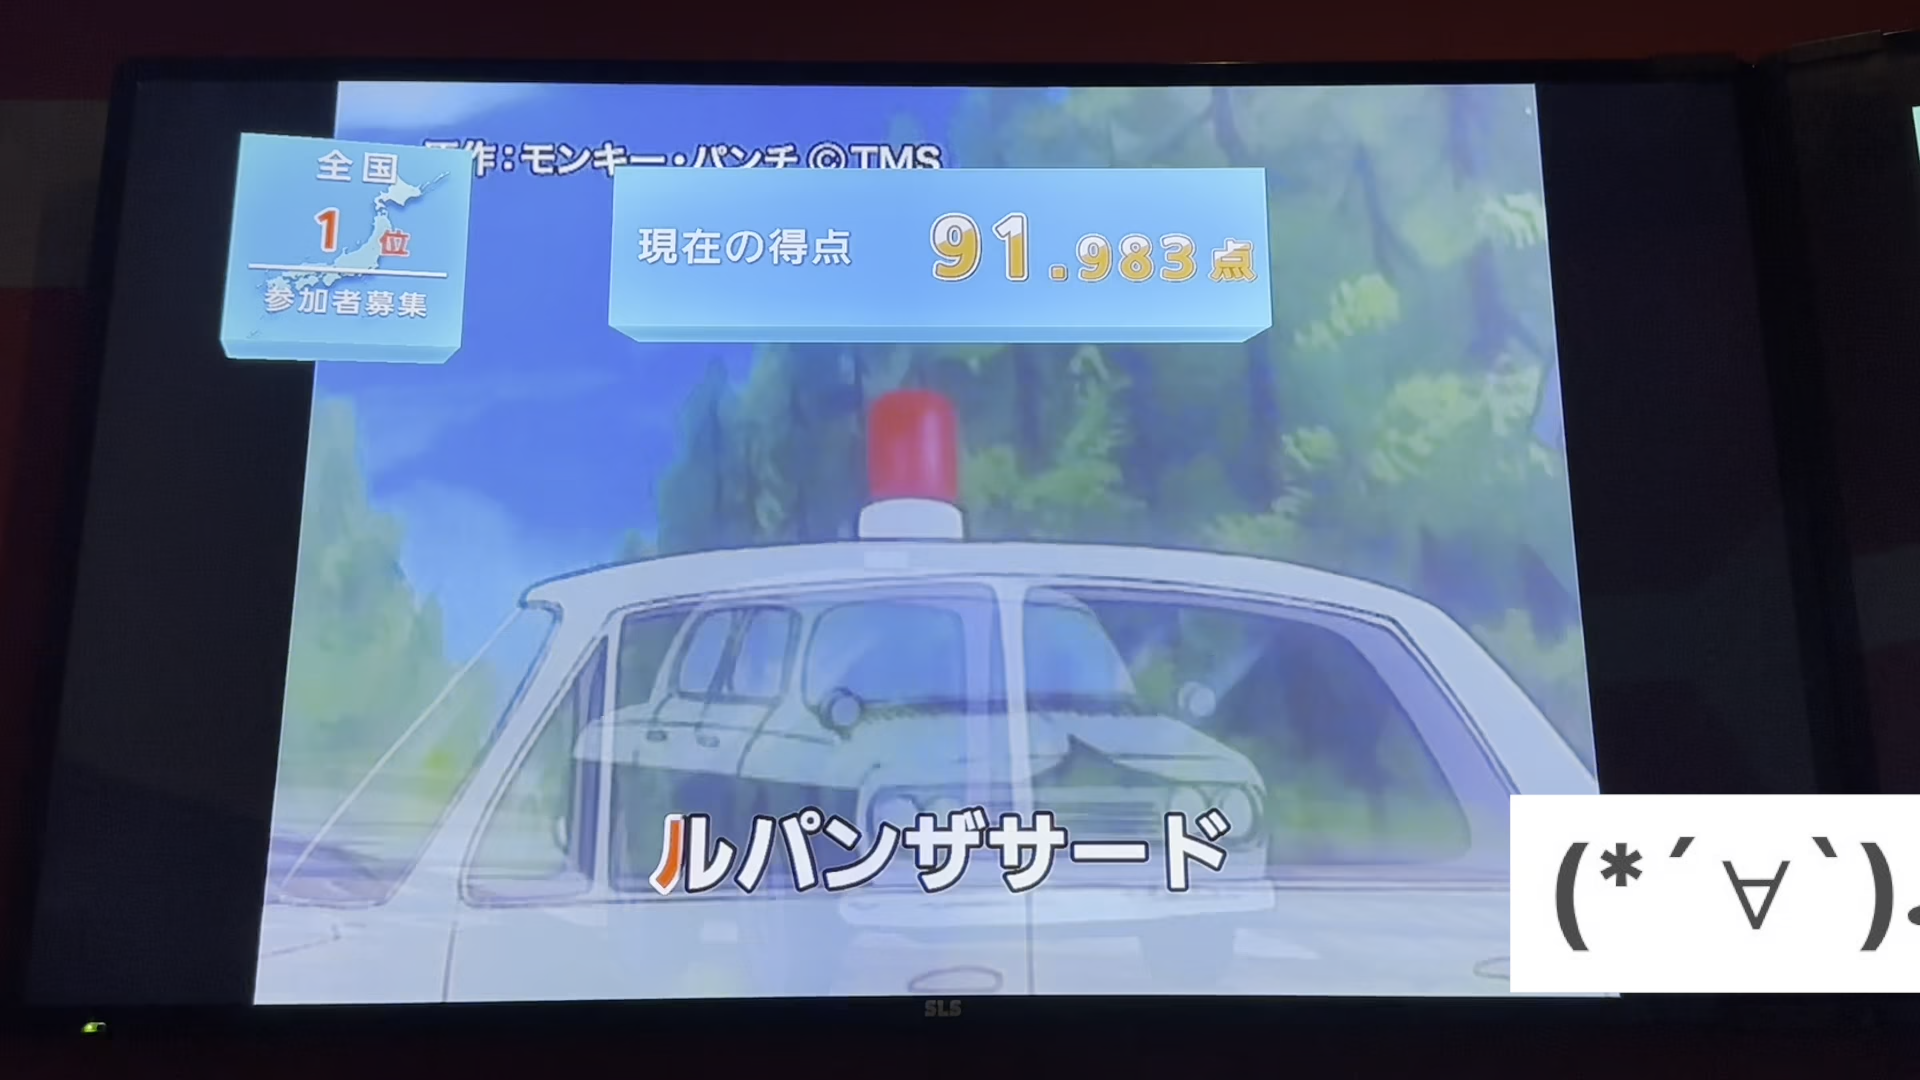 全国
1位
参加者募集
作：モンキー・パンチ ©TMS
現在の得点 91.983点
ルパンザサード
(*´∀`)
SLS